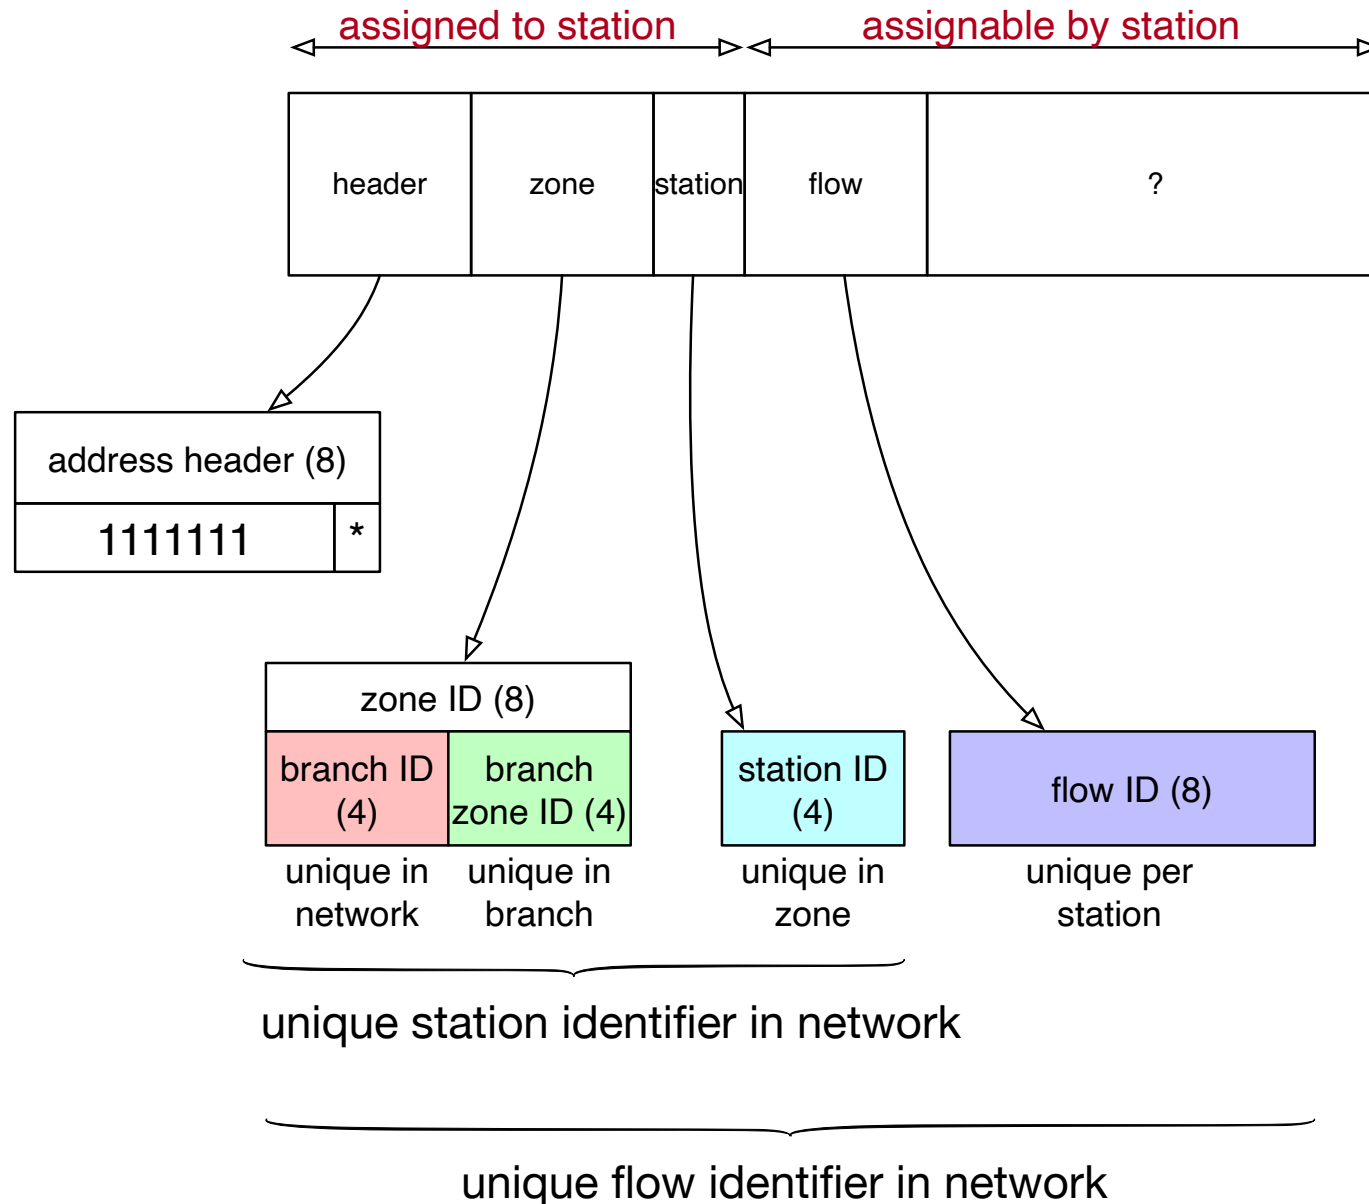 assigned to station
assignable by station
header
zone
station
flow
?
address header (8)
1111111
*
zone ID (8)
branch ID
(4)
branch
zone ID (4)
station ID
(4)
flow ID (8)
unique in
network
unique in
branch
unique in
zone
unique per
station
unique station identifier in network
unique flow identifier in network